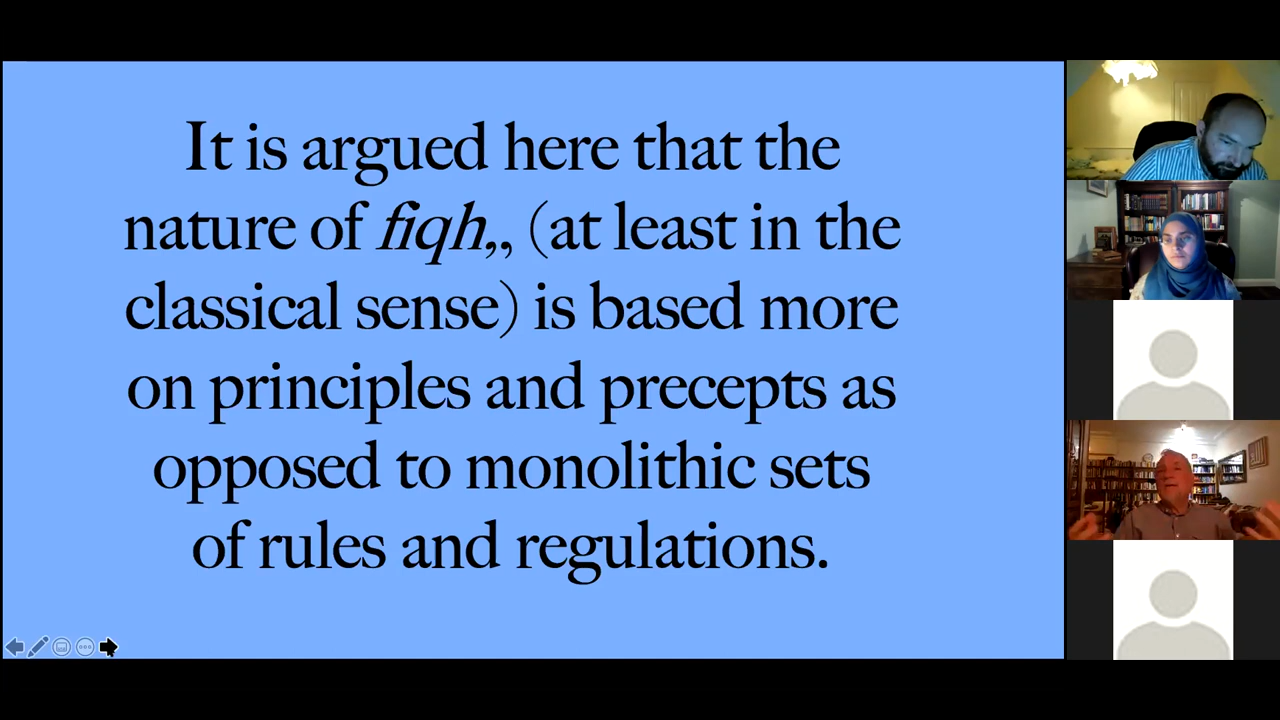 It is argued here that the
nature of fiqh,, (at least in the
classical sense) is based more
on principles and precepts as
opposed to monolithic sets
of rules and regulations.